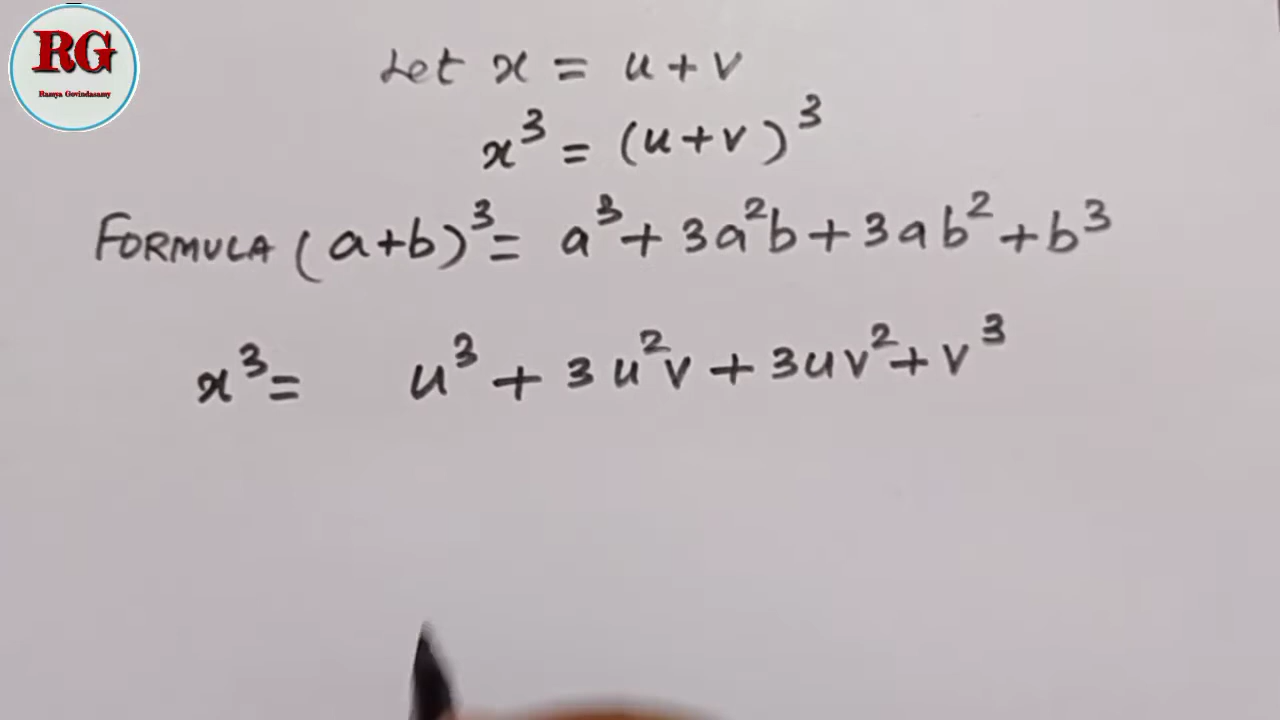 RG
Ramya Govindasamy
Let x = u + v
x³ = (u + v)³
FORMULA (a+b)³ = a³ + 3a²b + 3ab² + b³
x³ = u³ + 3u²v + 3uv² + v³